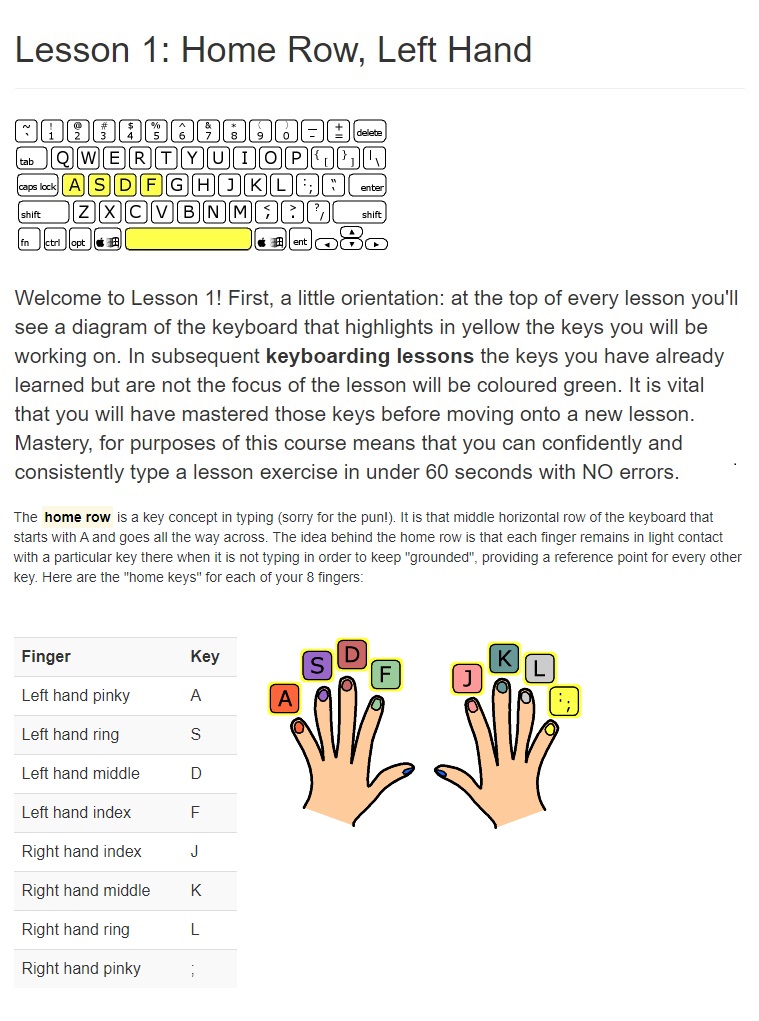 Lesson 1: Home Row, Left Hand
~ ` ! 1 @ 2 # 3 $ 4 % 5 ^ 6 & 7 * 8 ( 9 ) 0 _ - + = delete
tab Q W E R T Y U I O P { [ } ] | \
caps lock A S D F G H J K L : ; " ' enter
shift Z X C V B N M < ; > : ? / shift
fn ctrl opt ent
Welcome to Lesson 1! First, a little orientation: at the top of every lesson you'll
see a diagram of the keyboard that highlights in yellow the keys you will be
working on. In subsequent keyboarding lessons the keys you have already
learned but are not the focus of the lesson will be coloured green. It is vital
that you will have mastered those keys before moving onto a new lesson.
Mastery, for purposes of this course means that you can confidently and
consistently type a lesson exercise in under 60 seconds with NO errors.
The home row is a key concept in typing (sorry for the pun!). It is that middle horizontal row of the keyboard that
starts with A and goes all the way across. The idea behind the home row is that each finger remains in light contact
with a particular key there when it is not typing in order to keep "grounded", providing a reference point for every other
key. Here are the "home keys" for each of your 8 fingers:
Finger Key
Left hand pinky A
Left hand ring S
Left hand middle D
Left hand index F
Right hand index J
Right hand middle K
Right hand ring L
Right hand pinky ;
A S D F J K L : ;